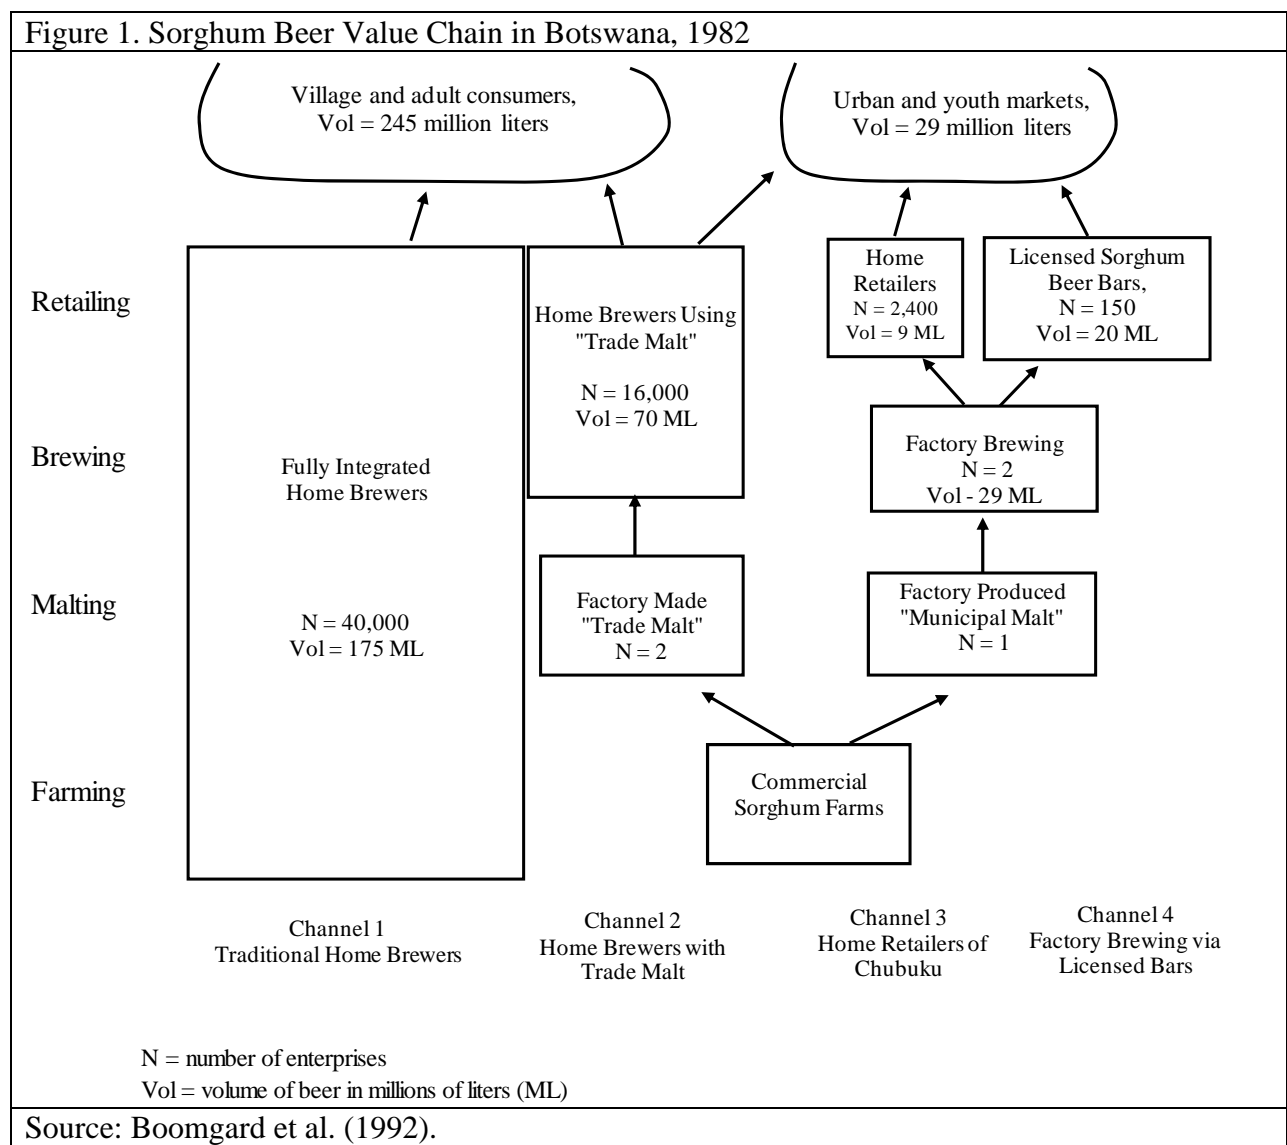 Figure 1. Sorghum Beer Value Chain in Botswana, 1982
Village and adult consumers,
Vol = 245 million liters
Urban and youth markets,
Vol = 29 million liters
Retailing
Brewing
Malting
Farming
Fully Integrated
Home Brewers
N = 40,000
Vol = 175 ML
Home Brewers Using
"Trade Malt"
N = 16,000
Vol = 70 ML
Home
Retailers
N = 2,400
Vol = 9 ML
Licensed Sorghum
Beer Bars,
N = 150
Vol = 20 ML
Factory Brewing
N = 2
Vol - 29 ML
Factory Made
"Trade Malt"
N = 2
Factory Produced
"Municipal Malt"
N = 1
Commercial
Sorghum Farms
Channel 1
Traditional Home Brewers
Channel 2
Home Brewers with
Trade Malt
Channel 3
Home Retailers of
Chubuku
Channel 4
Factory Brewing via
Licensed Bars
N = number of enterprises
Vol = volume of beer in millions of liters (ML)
Source: Boomgard et al. (1992).